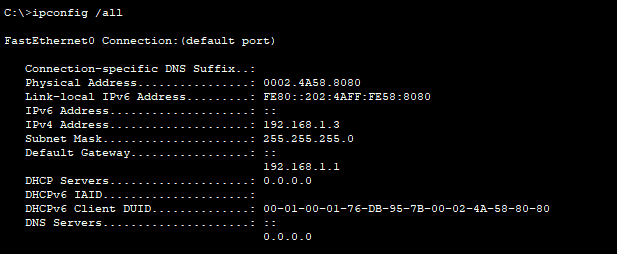 C:\>ipconfig /all
FastEthernet0 Connection:(default port)
Connection-specific DNS Suffix..:
Physical Address................: 0002.4A58.8080
Link-local IPv6 Address.........: FE80::202:4AFF:FE58:8080
IPv6 Address....................: ::
IPv4 Address....................: 192.168.1.3
Subnet Mask.....................: 255.255.255.0
Default Gateway.................: ::
192.168.1.1
DHCP Servers....................: 0.0.0.0
DHCPv6 IAID.....................:
DHCPv6 Client DUID..............: 00-01-00-01-76-DB-95-7B-00-02-4A-58-80-80
DNS Servers.....................: ::
0.0.0.0